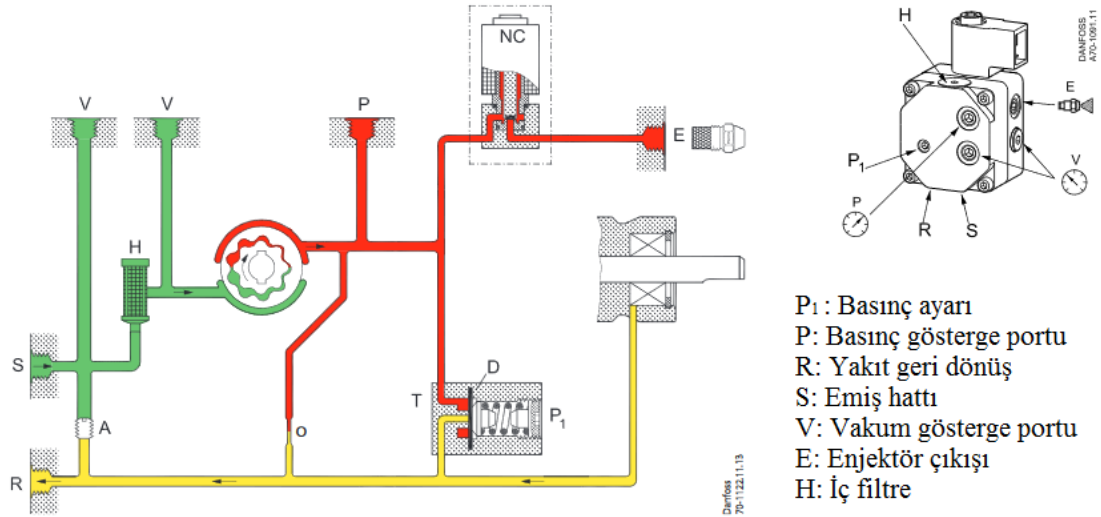 NC
V
V
P
E
H
S
A
R
O
T
D
P1
Danfoss
70-1122.11.13
H
DANFOSS
A70-1091.11
E
P1
V
P
R
S
P1 : Basınç ayarı
P: Basınç gösterge portu
R: Yakıt geri dönüş
S: Emiş hattı
V: Vakum gösterge portu
E: Enjektör çıkışı
H: İç filtre